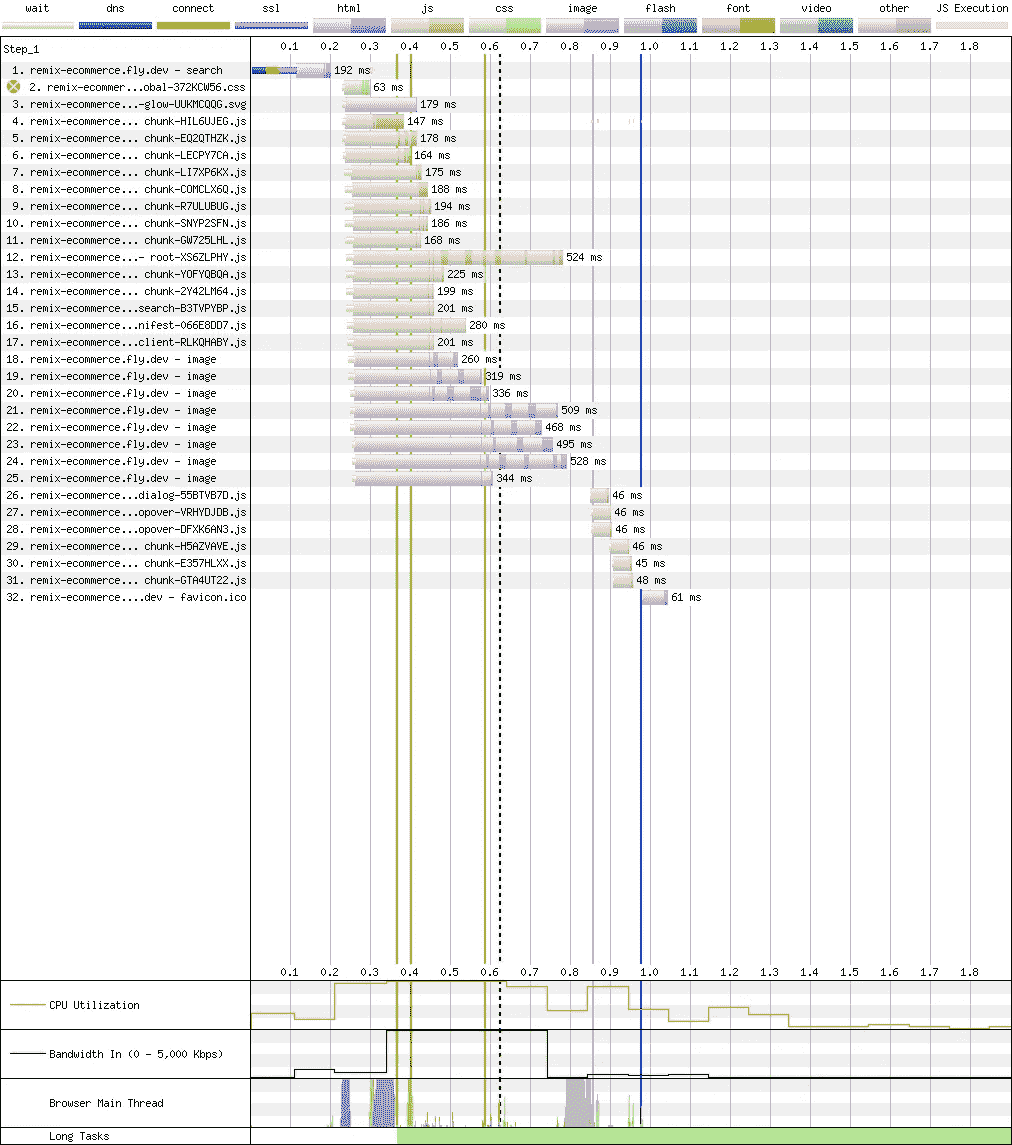 wait dns connect ssl html js css image flash font video other JS Execution
Step_1 0.1 0.2 0.3 0.4 0.5 0.6 0.7 0.8 0.9 1.0 1.1 1.2 1.3 1.4 1.5 1.6 1.7 1.8
1. remix-ecommerce.fly.dev - search 192 ms
2. remix-ecommer...obal-372KCW56.css 63 ms
3. remix-ecommerce...-glow-UUKMCQQG.svg 179 ms
4. remix-ecommerce... chunk-HIL6UJEG.js 147 ms
5. remix-ecommerce... chunk-EQ2QTHZK.js 178 ms
6. remix-ecommerce... chunk-LECPY7CA.js 164 ms
7. remix-ecommerce... chunk-LI7XP6KX.js 175 ms
8. remix-ecommerce... chunk-COMCLX6Q.js 188 ms
9. remix-ecommerce... chunk-R7ULUBUG.js 194 ms
10. remix-ecommerce... chunk-SNYP2SFN.js 186 ms
11. remix-ecommerce... chunk-GW725LHL.js 168 ms
12. remix-ecommerce...- root-XS6ZLPHY.js 524 ms
13. remix-ecommerce... chunk-YOFYQBQA.js 225 ms
14. remix-ecommerce... chunk-2Y42LM64.js 199 ms
15. remix-ecommerce...search-B3TVPYBP.js 201 ms
16. remix-ecommerce...nifest-066E8DD7.js 280 ms
17. remix-ecommerce...client-RLKQHABY.js 201 ms
18. remix-ecommerce.fly.dev - image 260 ms
19. remix-ecommerce.fly.dev - image 319 ms
20. remix-ecommerce.fly.dev - image 336 ms
21. remix-ecommerce.fly.dev - image 509 ms
22. remix-ecommerce.fly.dev - image 468 ms
23. remix-ecommerce.fly.dev - image 495 ms
24. remix-ecommerce.fly.dev - image 528 ms
25. remix-ecommerce.fly.dev - image 344 ms
26. remix-ecommerce...dialog-55BTVB7D.js 46 ms
27. remix-ecommerce...opover-VRHYDJDB.js 46 ms
28. remix-ecommerce...opover-DFXK6AN3.js 46 ms
29. remix-ecommerce... chunk-H5AZVAVE.js 46 ms
30. remix-ecommerce... chunk-E357HLXX.js 45 ms
31. remix-ecommerce... chunk-GTA4UT22.js 48 ms
32. remix-ecommerce....dev - favicon.ico 61 ms
0.1 0.2 0.3 0.4 0.5 0.6 0.7 0.8 0.9 1.0 1.1 1.2 1.3 1.4 1.5 1.6 1.7 1.8
CPU Utilization
Bandwidth In (0 - 5,000 Kbps)
Browser Main Thread
Long Tasks